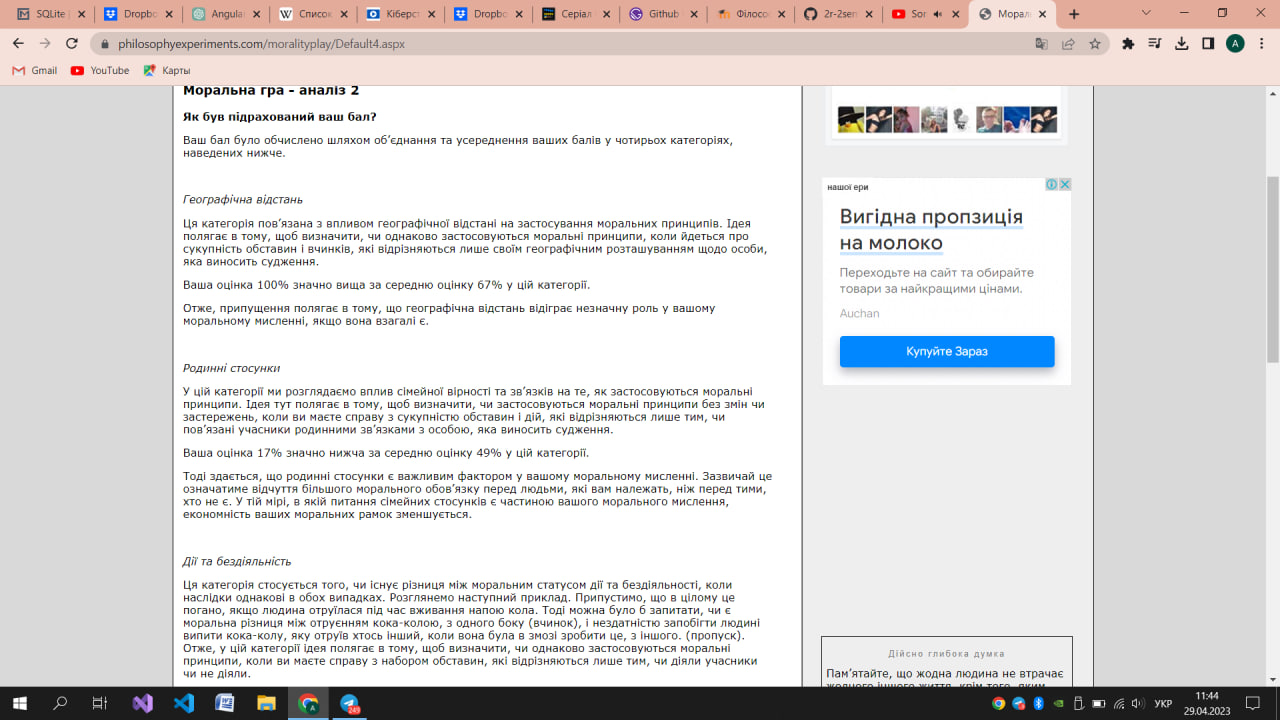 SQLite |
Dropbo
Angular
Список
Кіберст
Dropbo
Серіал
Github
Філосос
2r-2sem
Sor
Морал
philosophyexperiments.com/moralityplay/Default4.aspx
A
Gmail
YouTube
Карты
Моральна гра - аналіз 2
Як був підрахований ваш бал?
Ваш бал було обчислено шляхом об’єднання та усереднення ваших балів у чотирьох категоріях,
наведених нижче.
Географічна відстань
Ця категорія пов’язана з впливом географічної відстані на застосування моральних принципів. Ідея
полягає в тому, щоб визначити, чи однаково застосовуються моральні принципи, коли йдеться про
сукупність обставин і вчинків, які відрізняються лише своїм географічним розташуванням щодо особи,
яка виносить судження.
Ваша оцінка 100% значно вища за середню оцінку 67% у цій категорії.
Отже, припущення полягає в тому, що географічна відстань відіграє незначну роль у вашому
моральному мисленні, якщо вона взагалі є.
Родинні стосунки
У цій категорії ми розглядаємо вплив сімейної вірності та зв’язків на те, як застосовуються моральні
принципи. Ідея тут полягає в тому, щоб визначити, чи застосовуються моральні принципи без змін чи
застережень, коли ви маєте справу з сукупністю обставин і дій, які відрізняються лише тим, чи
пов’язані учасники родинними зв’язками з особою, яка виносить судження.
Ваша оцінка 17% значно нижча за середню оцінку 49% у цій категорії.
Тоді здається, що родинні стосунки є важливим фактором у вашому моральному мисленні. Зазвичай це
означатиме відчуття більшого морального обов’язку перед людьми, які вам належать, ніж перед тими,
хто не є. У тій мірі, в якій питання сімейних стосунків є частиною вашого морального мислення,
економність ваших моральних рамок зменшується.
Дії та бездіяльність
Ця категорія стосується того, чи існує різниця між моральним статусом дії та бездіяльності, коли
наслідки однакові в обох випадках. Розглянемо наступний приклад. Припустимо, що в цілому це
погано, якщо людина отруїлася під час вживання напою кола. Тоді можна було б запитати, чи є
моральна різниця між отруєнням кока-колою, з одного боку (вчинок), і нездатністю запобігти людині
випити кока-колу, яку отруїв хтось інший, коли вона була в змозі зробити це, з іншого. (пропуск).
Отже, у цій категорії ідея полягає в тому, щоб визначити, чи однаково застосовуються моральні
принципи, коли ви маєте справу з набором обставин, які відрізняються лише тим, чи діяли учасники
чи не діяли.
нашої ери
Вигідна пропзиція
на молоко
Переходьте на сайт та обирайте
товари за найкращими цінами.
Auchan
Купуйте Зараз
Дійсно глибока думка
Пам’ятайте, що жодна людина не втрачає
жодного іншого життя, крім того, яким
249
УКР
11:44
29.04.2023